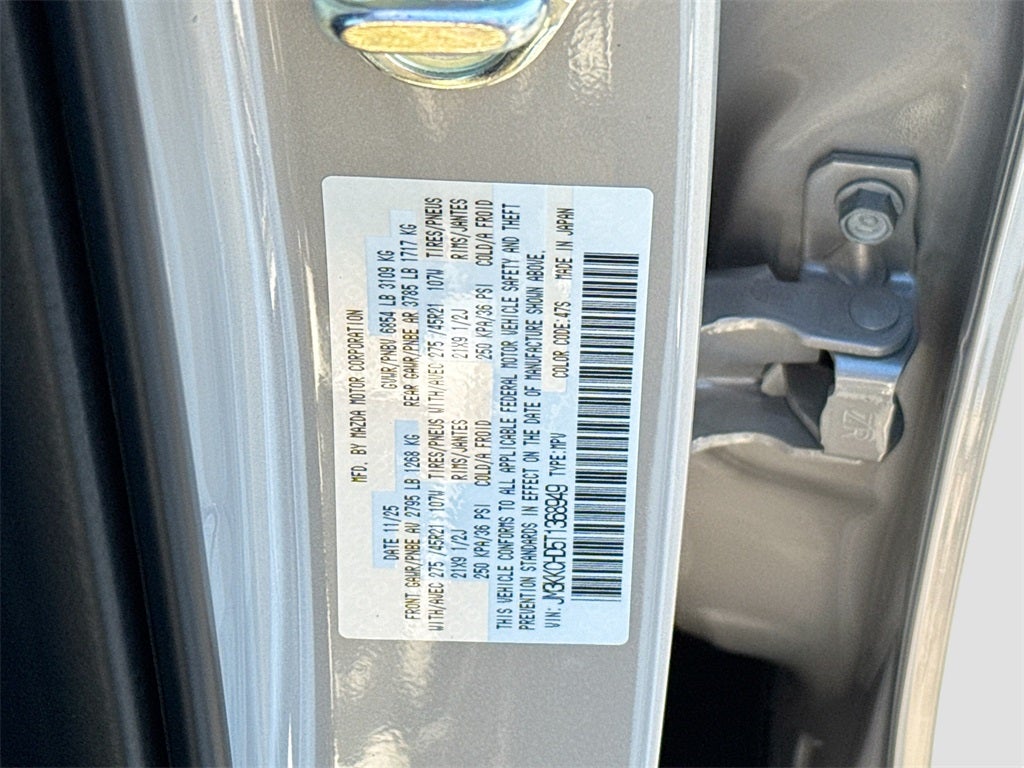 MFD. BY MAZDA MOTOR CORPORATION
DATE 11/25 GVWR/PNBV 6854 LB 3109 KG
FRONT GAWR/PNBE AV 2795 LB 1268 KG REAR GAWR/PNBE AR 3785 LB 1717 KG
WITH/AVEC 275 /45R21 107W TIRES/PNEUS WITH/AVEC 275 /45R21 107W TIRES/PNEUS
21X9 1/2J RIMS/JANTES 21X9 1/2J RIMS/JANTES
250 KPA/36 PSI COLD/A FROID 250 KPA/36 PSI COLD/A FROID
THIS VEHICLE CONFORMS TO ALL APPLICABLE FEDERAL MOTOR VEHICLE SAFETY AND THEFT
PREVENTION STANDARDS IN EFFECT ON THE DATE OF MANUFACTURE SHOWN ABOVE.
VIN: JM3KKCHD5T1368949 TYPE:MPV COLOR CODE:47S MADE IN JAPAN